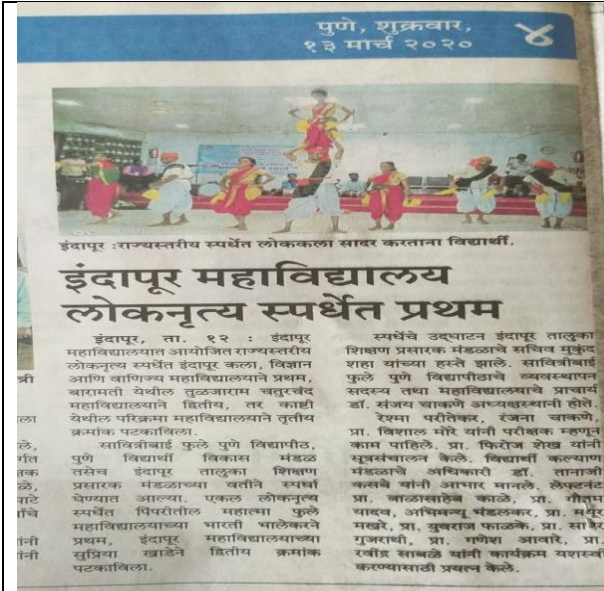 पुणे, शुक्रवार,
१३ मार्च २०२०
४
इंदापूर :राज्यस्तरीय स्पर्धेत लोककला सादर करताना विद्यार्थी.
इंदापूर महाविद्यालय
लोकनृत्य स्पर्धेत प्रथम
इंदापूर, ता. १२ : इंदापूर
महाविद्यालयात आयोजित राज्यस्तरीय
लोकनृत्य स्पर्धेत इंदापूर कला, विज्ञान
आणि वाणिज्य महाविद्यालयाने प्रथम,
बारामती येथील तुळजाराम चतुरचंद
महाविद्यालयाने द्वितीय, तर काष्टी
येथील परिक्रमा महाविद्यालयाने तृतीय
क्रमांक पटकाविला.
सावित्रीबाई फुले पुणे विद्यापीठ,
पुणे विद्यार्थी विकास मंडळ
तसेच इंदापूर तालुका शिक्षण
प्रसारक मंडळाच्या वतीने स्पर्धा
घेण्यात आल्या. एकल लोकनृत्य
स्पर्धेत पिंपरीतील महात्मा फुले
महाविद्यालयाच्या भारती भालेकरने
प्रथम, इंदापूर महाविद्यालयाच्या
सुप्रिया खाडेने द्वितीय क्रमांक
पटकाविला.
स्पर्धेचे उद्‌घाटन इंदापूर तालुका
शिक्षण प्रसारक मंडळाचे सचिव मुकुंद
शहा यांच्या हस्ते झाले. सावित्रीबाई
फुले पुणे विद्यापीठाचे व्यवस्थापन
सदस्य तथा महाविद्यालयाचे प्राचार्य
डॉ. संजय चाकणे अध्यक्षस्थानी होते.
रेश्मा परीतेकर, रंजना चाकणे,
प्रा. विशाल मोरे यांनी परीक्षक म्हणून
काम पाहिले. प्रा. फिरोज शेख यांनी
सूत्रसंचालन केले. विद्यार्थी कल्याण
मंडळाचे अधिकारी डॉ. तानाजी
कसबे यांनी आभार मानले. लेफ्टनंट
प्रा. बाळासाहेब काळे, प्रा. गौतम
यादव, अभिमन्यू भंडलकर, प्रा. मयूर
मखरे, प्रा. युवराज फाळके, प्रा.
गुजराथी, प्रा. गणेश आवारे, प्रा.
रवींद्र साबळे यांनी कार्यक्रम यशस्वी
करण्यासाठी प्रयत्न केले.